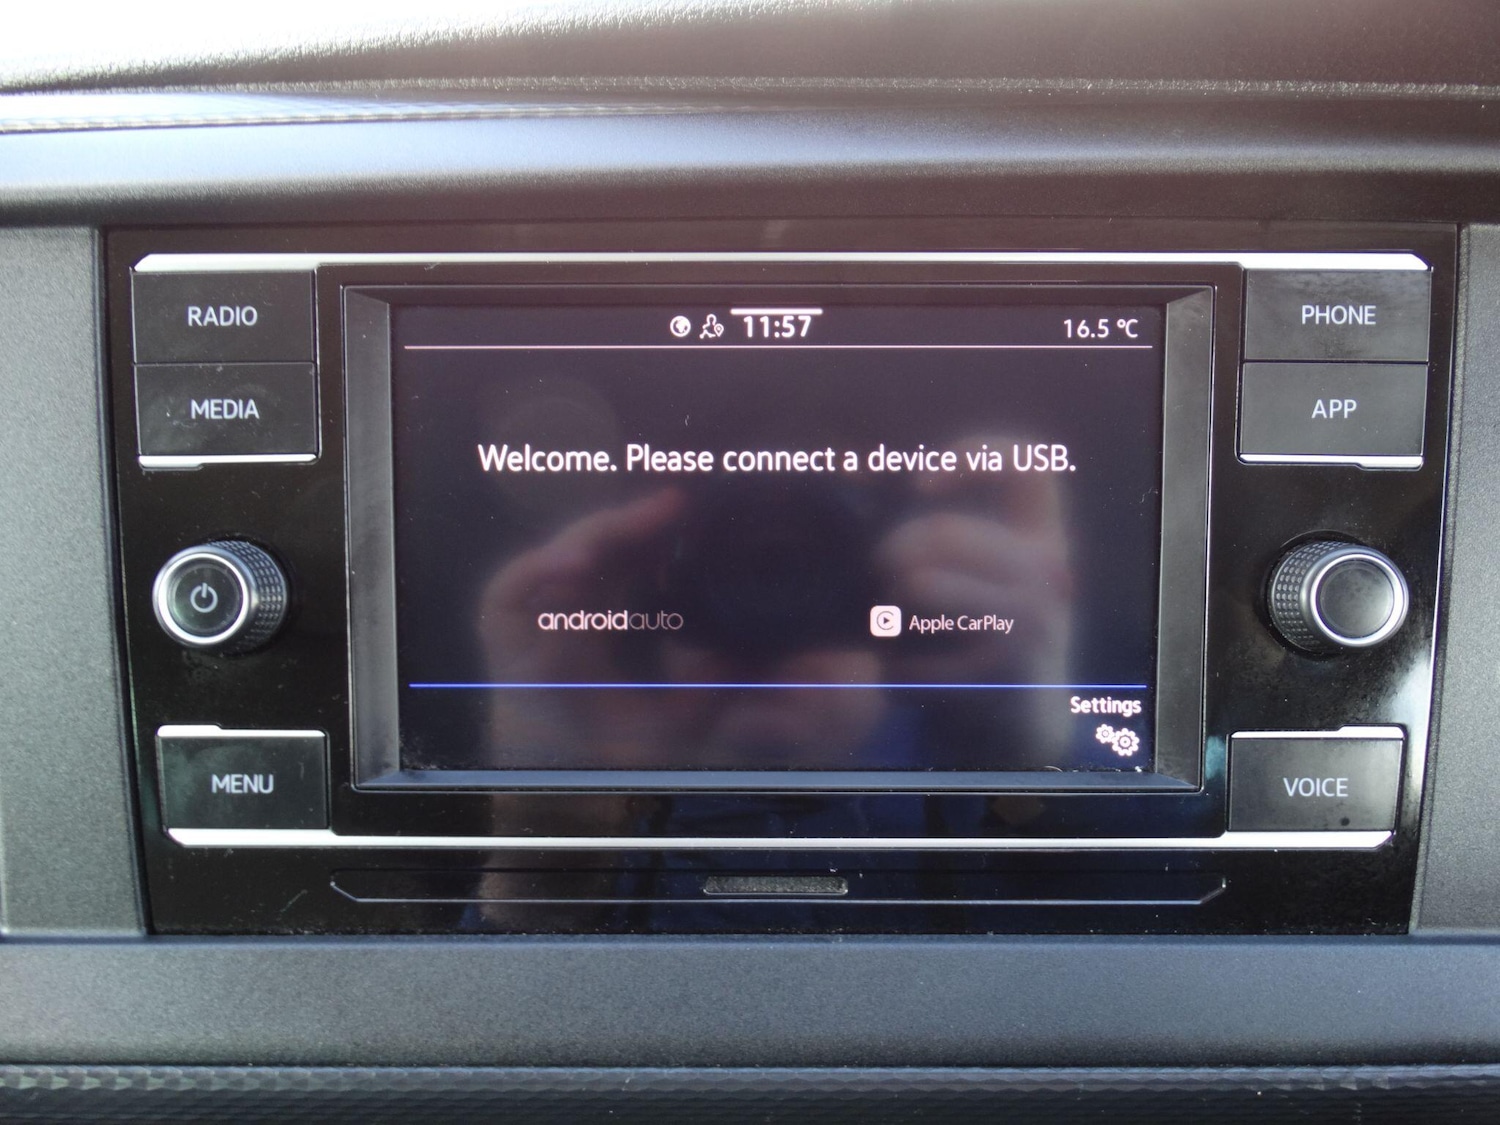 RADIO
MEDIA
MENU
11:57
16.5 °C
Welcome. Please connect a device via USB.
androidauto
Apple CarPlay
Settings
PHONE
APP
VOICE